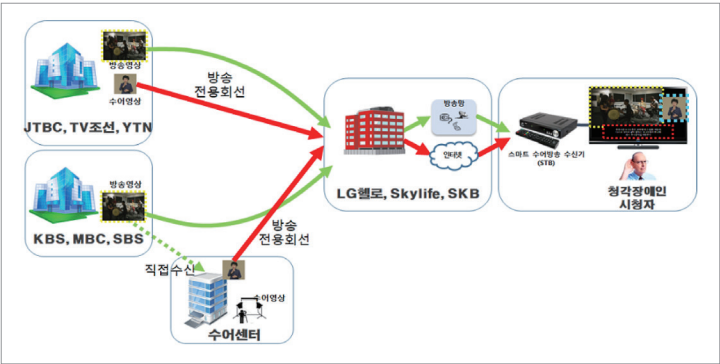 방송영상
수어영상
JTBC, TV조선, YTN
방송
전용회선
방송영상
KBS, MBC, SBS
직접수신
방송
전용회선
수어영상
수어센터
방송망
인터넷
LG헬로, Skylife, SKB
스마트 수어방송 수신기
(STB)
청각장애인
시청자